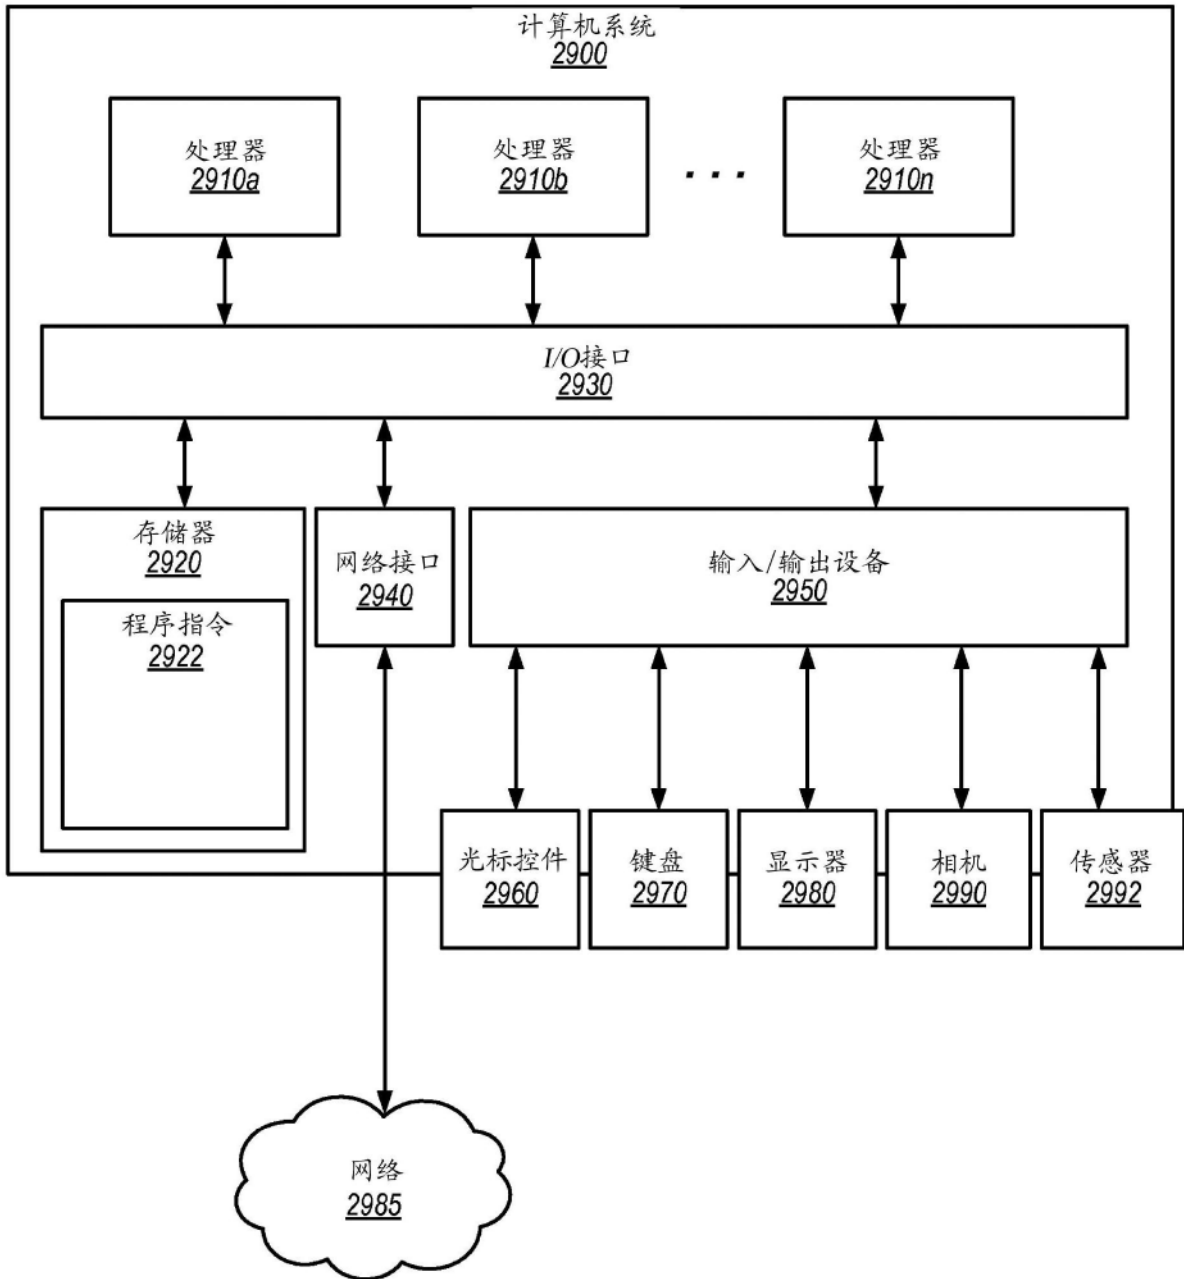 计算机系统
2900
处理器
2910a
处理器
2910b
. . .
处理器
2910n
I/O接口
2930
存储器
2920
程序指令
2922
网络接口
2940
输入/输出设备
2950
光标控件
2960
键盘
2970
显示器
2980
相机
2990
传感器
2992
网络
2985